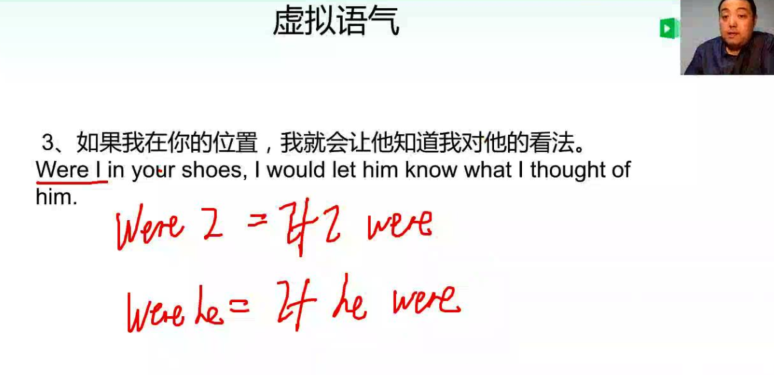 虚拟语气
3、如果我在你的位置，我就会让他知道我对他的看法。
Were I in your shoes, I would let him know what I thought of
him.
Were I = If I were
Were he = If he were